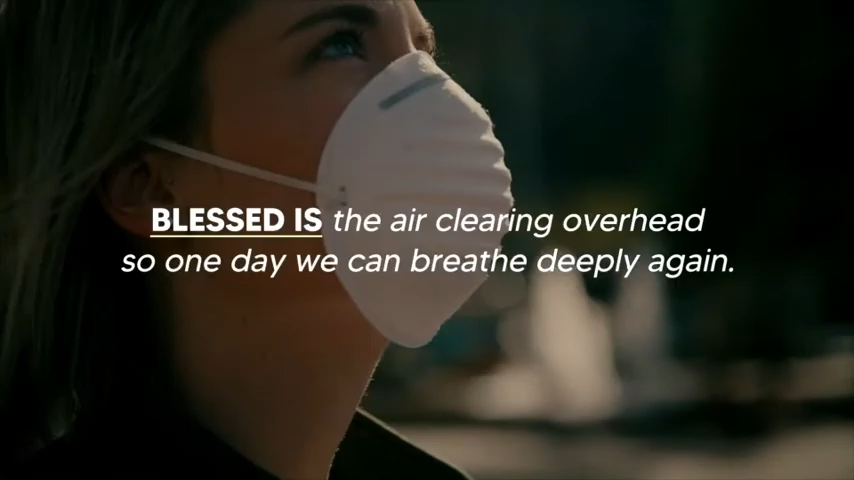 BLESSED IS the air clearing overhead
so one day we can breathe deeply again.